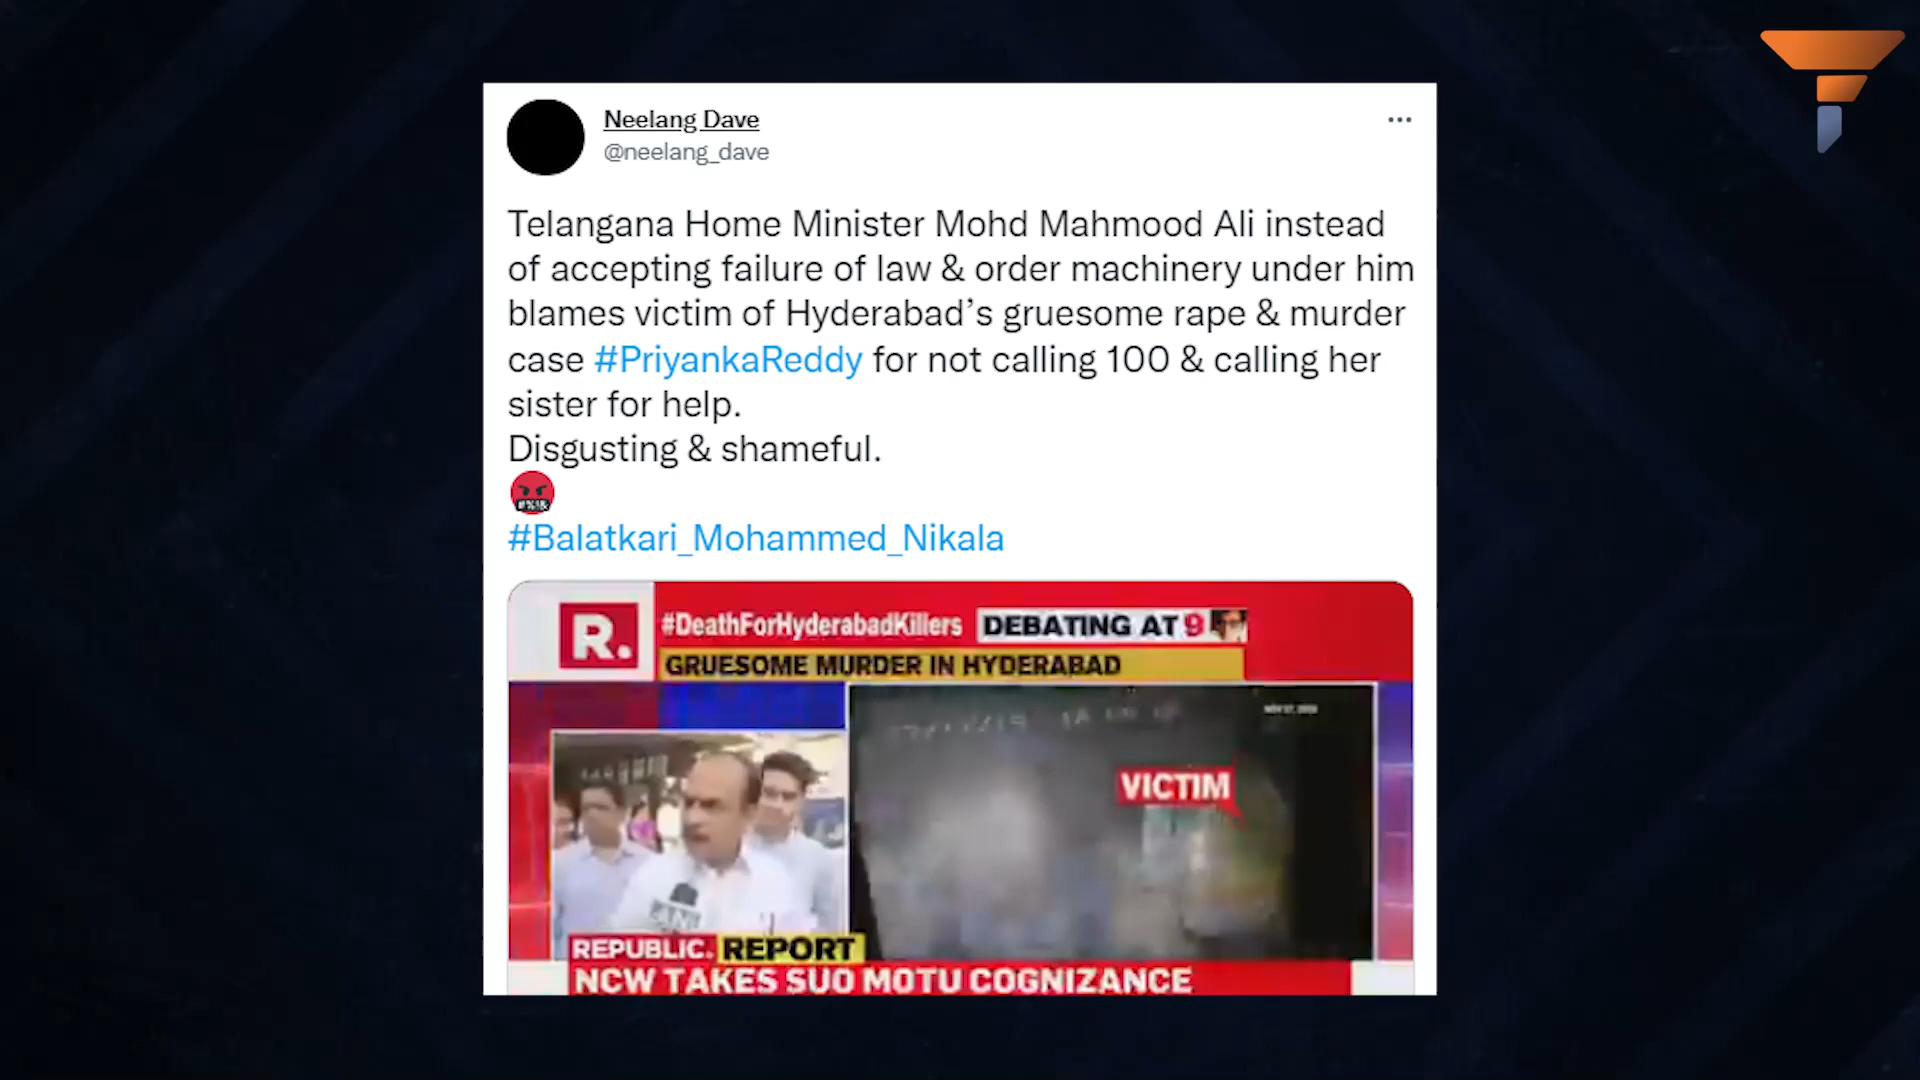 Neelang Dave
@neelang_dave
Telangana Home Minister Mohd Mahmood Ali instead
of accepting failure of law & order machinery under him
blames victim of Hyderabad’s gruesome rape & murder
case #PriyankaReddy for not calling 100 & calling her
sister for help.
Disgusting & shameful.
#Balatkari_Mohammed_Nikala
R.
#DeathForHyderabadKillers
DEBATING AT 9
GRUESOME MURDER IN HYDERABAD
VICTIM
ANI
REPUBLIC. REPORT
NCW TAKES SUO MOTU COGNIZANCE